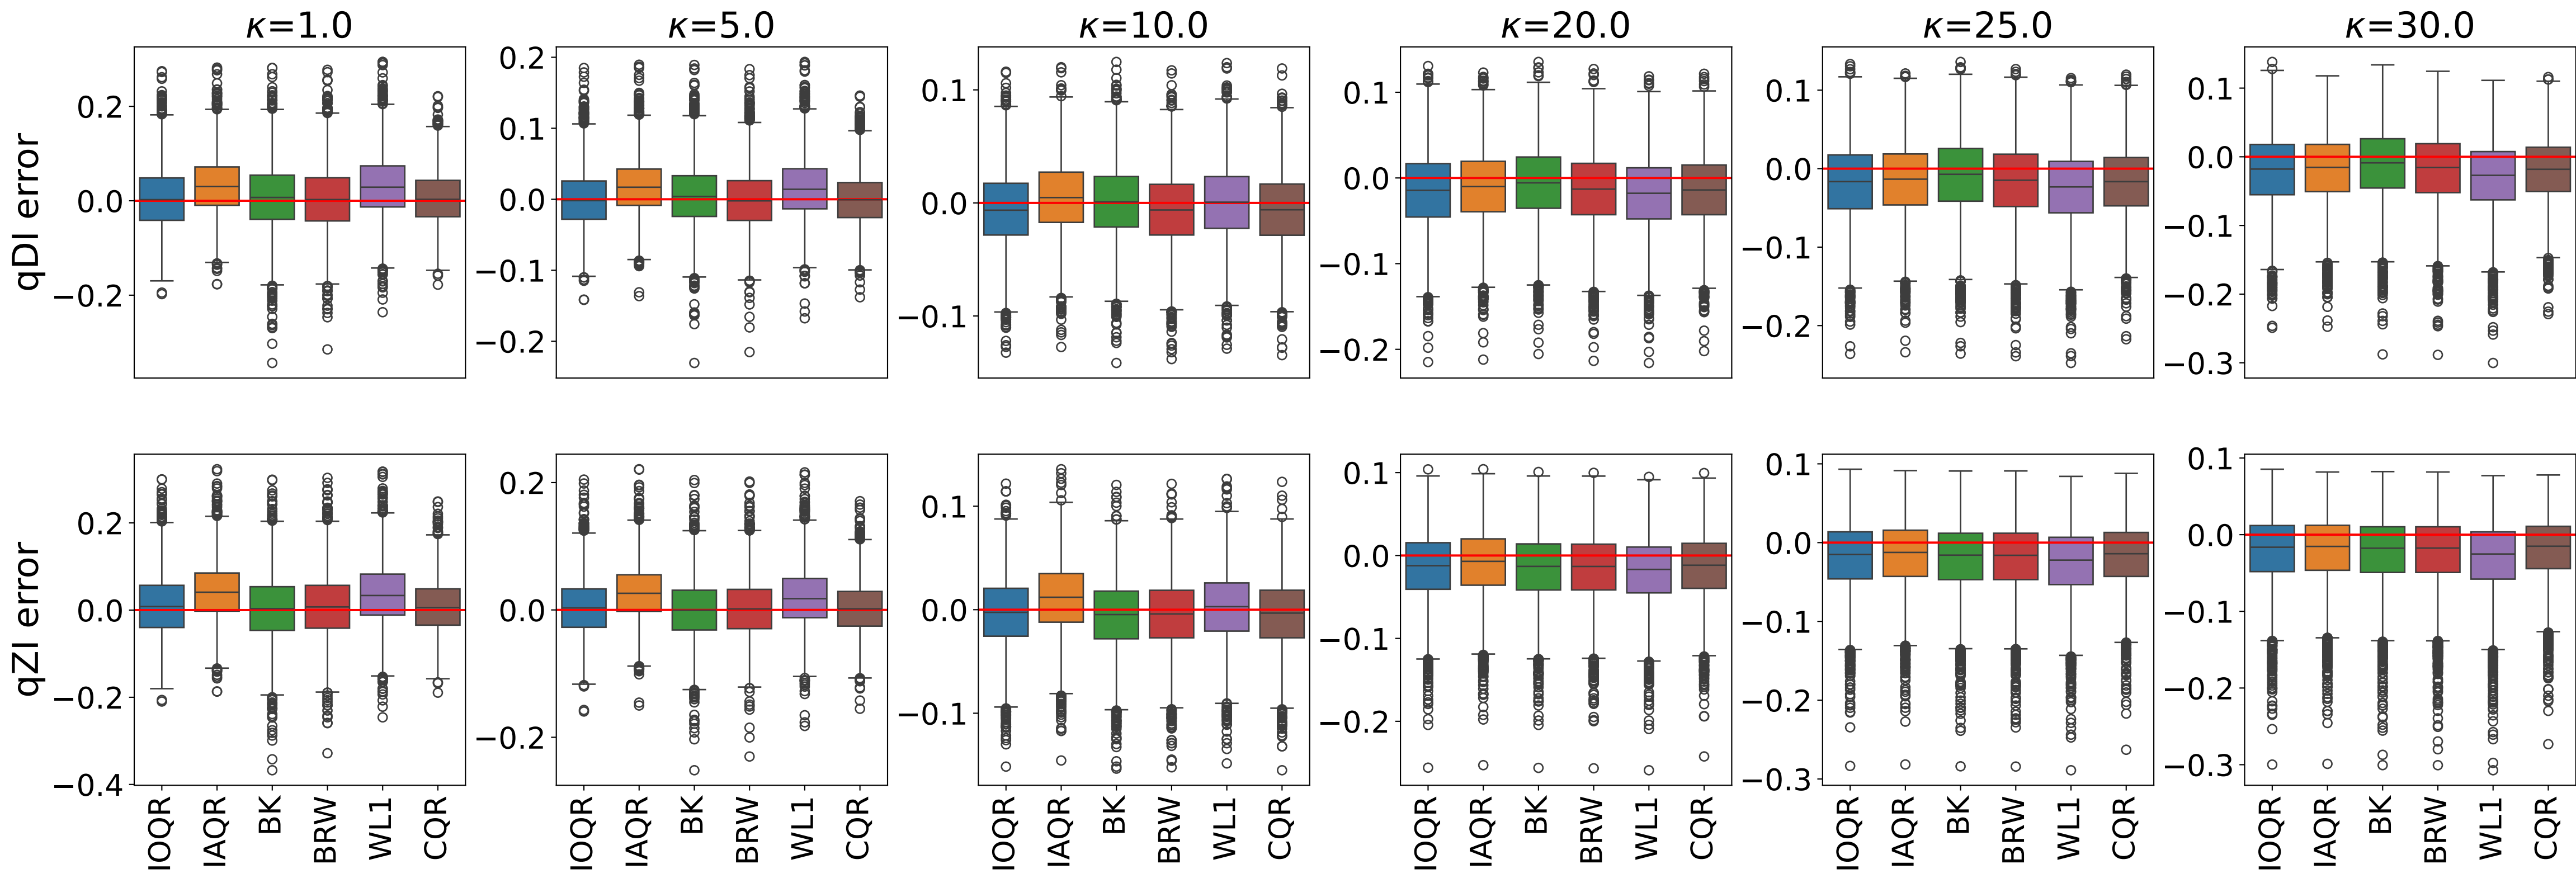 κ=1.0 κ=5.0 κ=10.0 κ=20.0 κ=25.0 κ=30.0
qDI error
0.2 0.0 −0.2
0.2 0.1 0.0 −0.1 −0.2
0.1 0.0 −0.1
0.1 0.0 −0.1 −0.2
0.1 0.0 −0.1 −0.2
0.1 0.0 −0.1 −0.2 −0.3
qZI error
0.2 0.0 −0.2 −0.4
0.2 0.0 −0.2
0.1 0.0 −0.1
0.1 0.0 −0.1 −0.2
0.1 0.0 −0.1 −0.2 −0.3
0.1 0.0 −0.1 −0.2 −0.3
IOQR IAQR BK BRW WL1 CQR
IOQR IAQR BK BRW WL1 CQR
IOQR IAQR BK BRW WL1 CQR
IOQR IAQR BK BRW WL1 CQR
IOQR IAQR BK BRW WL1 CQR
IOQR IAQR BK BRW WL1 CQR